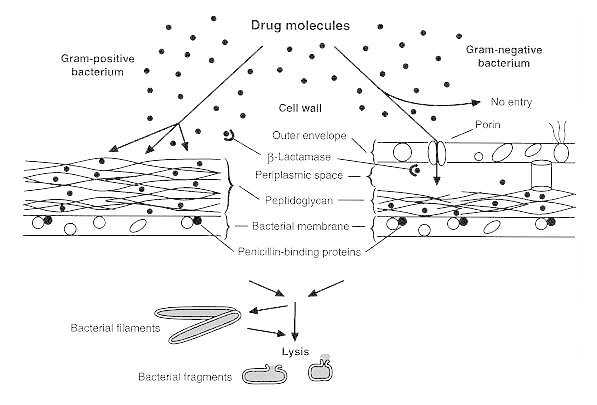 Drug molecules
Gram-positive
bacterium
Gram-negative
bacterium
No entry
Cell wall
Porin
Outer envelope
β-Lactamase
Periplasmic space
Peptidoglycan
Bacterial membrane
Penicillin-binding proteins
Bacterial filaments
Lysis
Bacterial fragments